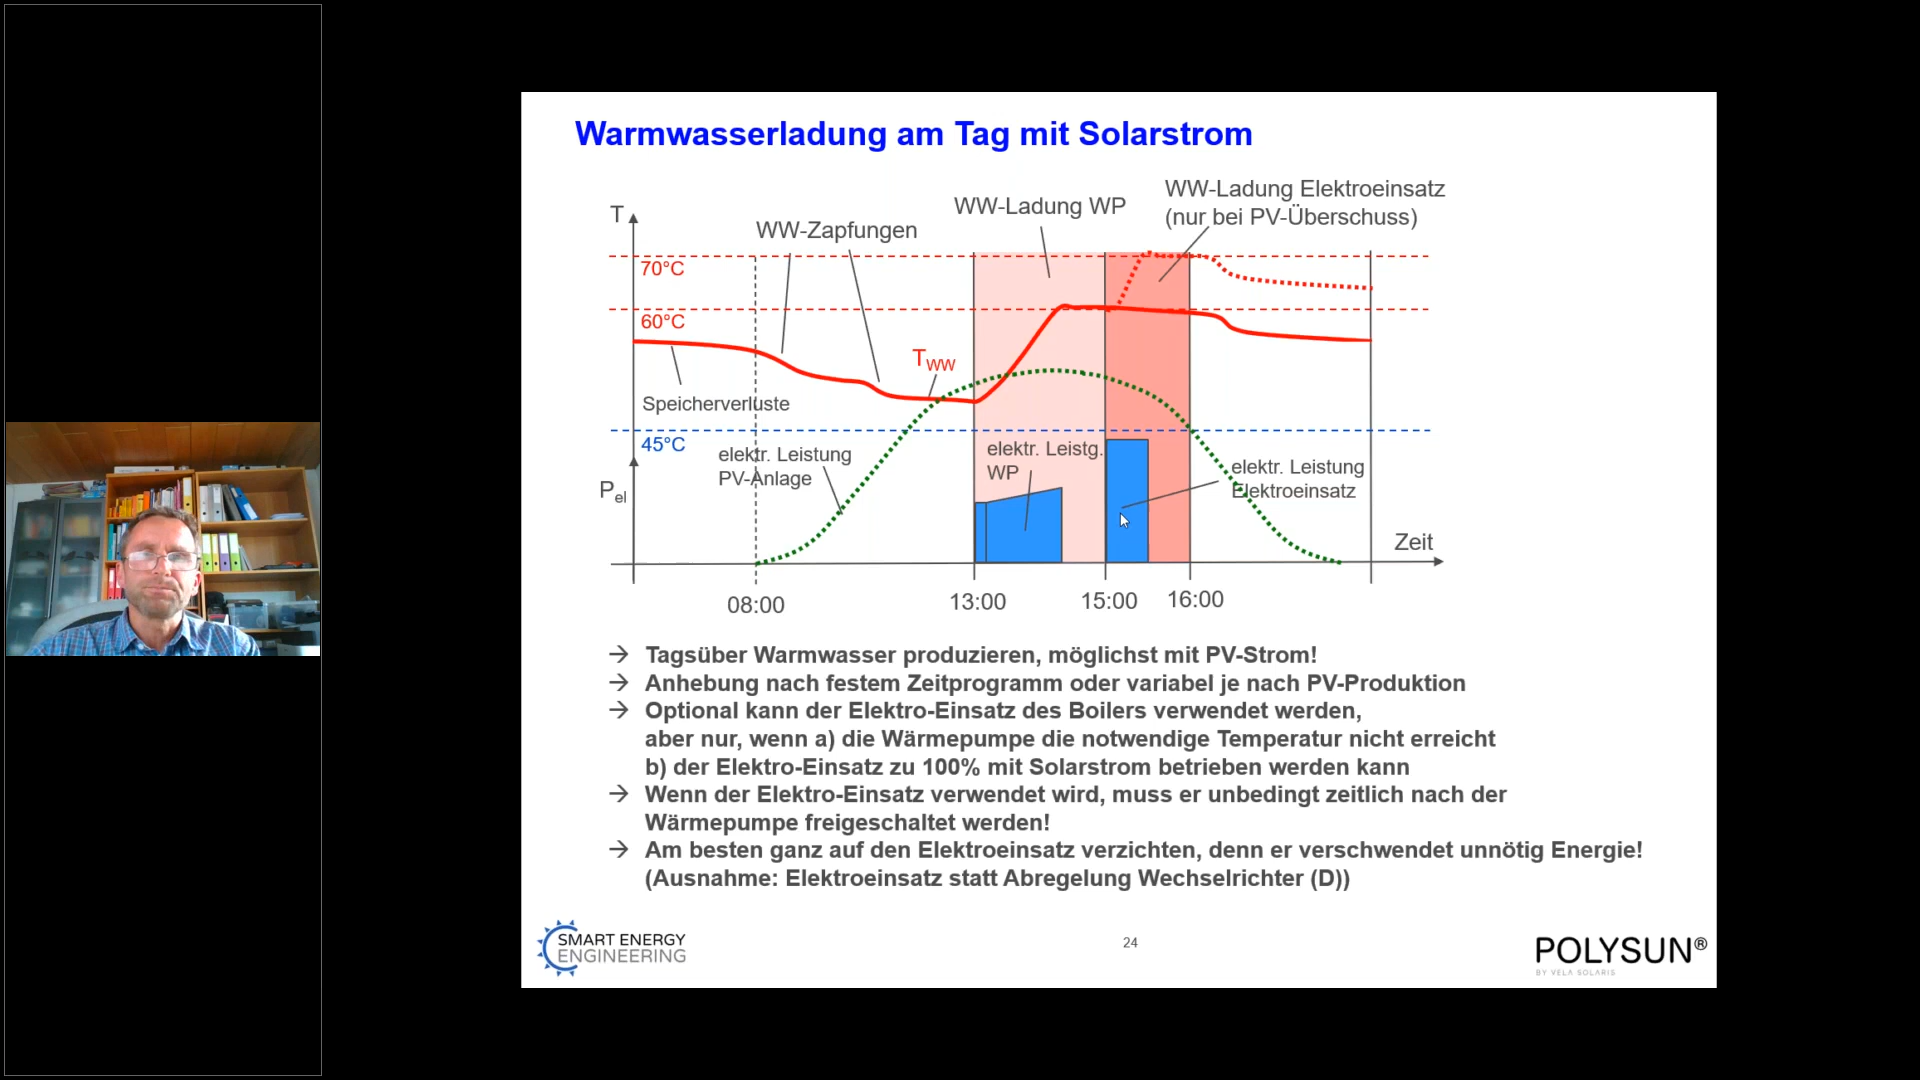 Warmwasserladung am Tag mit Solarstrom
WW-Ladung Elektroeinsatz
(nur bei PV-Überschuss)
WW-Ladung WP
T
WW-Zapfungen
70°C
60°C
T WW
Speicherverluste
45°C
elektr. Leistung
PV-Anlage
elektr. Leistg.
WP
elektr. Leistung
Elektroeinsatz
P el
Zeit
08:00
13:00
15:00
16:00
→ Tagsüber Warmwasser produzieren, möglichst mit PV-Strom!
→ Anhebung nach festem Zeitprogramm oder variabel je nach PV-Produktion
→ Optional kann der Elektro-Einsatz des Boilers verwendet werden,
aber nur, wenn a) die Wärmepumpe die notwendige Temperatur nicht erreicht
b) der Elektro-Einsatz zu 100% mit Solarstrom betrieben werden kann
→ Wenn der Elektro-Einsatz verwendet wird, muss er unbedingt zeitlich nach der
Wärmepumpe freigeschaltet werden!
→ Am besten ganz auf den Elektroeinsatz verzichten, denn er verschwendet unnötig Energie!
(Ausnahme: Elektroeinsatz statt Abregelung Wechselrichter (D))
SMART ENERGY
ENGINEERING
24
POLYSUN®
BY VELA SOLARIS